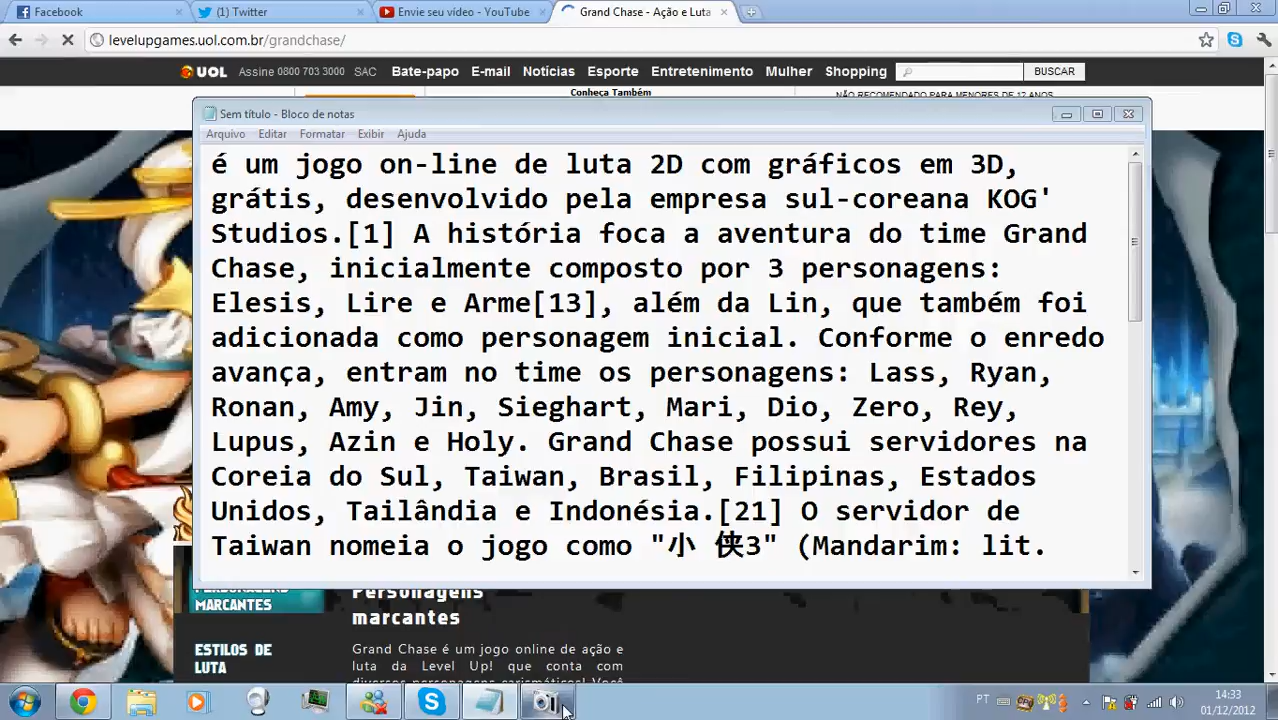 Facebook
(1) Twitter
Envie seu vídeo - YouTube
Grand Chase - Ação e Luta
levelupgames.uol.com.br/grandchase/
UOL Assine 0800 703 3000 SAC Bate-papo E-mail Notícias Esporte Entretenimento Mulher Shopping BUSCAR
Conheça Também
NÃO RECOMENDADO PARA MENORES DE 12 ANOS
Sem título - Bloco de notas
Arquivo Editar Formatar Exibir Ajuda
é um jogo on-line de luta 2D com gráficos em 3D,
grátis, desenvolvido pela empresa sul-coreana KOG'
Studios.[1] A história foca a aventura do time Grand
Chase, inicialmente composto por 3 personagens:
Elesis, Lire e Arme[13], além da Lin, que também foi
adicionada como personagem inicial. Conforme o enredo
avança, entram no time os personagens: Lass, Ryan,
Ronan, Amy, Jin, Sieghart, Mari, Dio, Zero, Rey,
Lupus, Azin e Holy. Grand Chase possui servidores na
Coreia do Sul, Taiwan, Brasil, Filipinas, Estados
Unidos, Tailândia e Indonésia.[21] O servidor de
Taiwan nomeia o jogo como "小 侠3" (Mandarim: lit.
PERSONAGENS
MARCANTES
ESTILOS DE
LUTA
Personagens
marcantes
Grand Chase é um jogo online de ação e
luta da Level Up! que conta com
diversos personagens carismáticos! Você
PT
14:33
01/12/2012